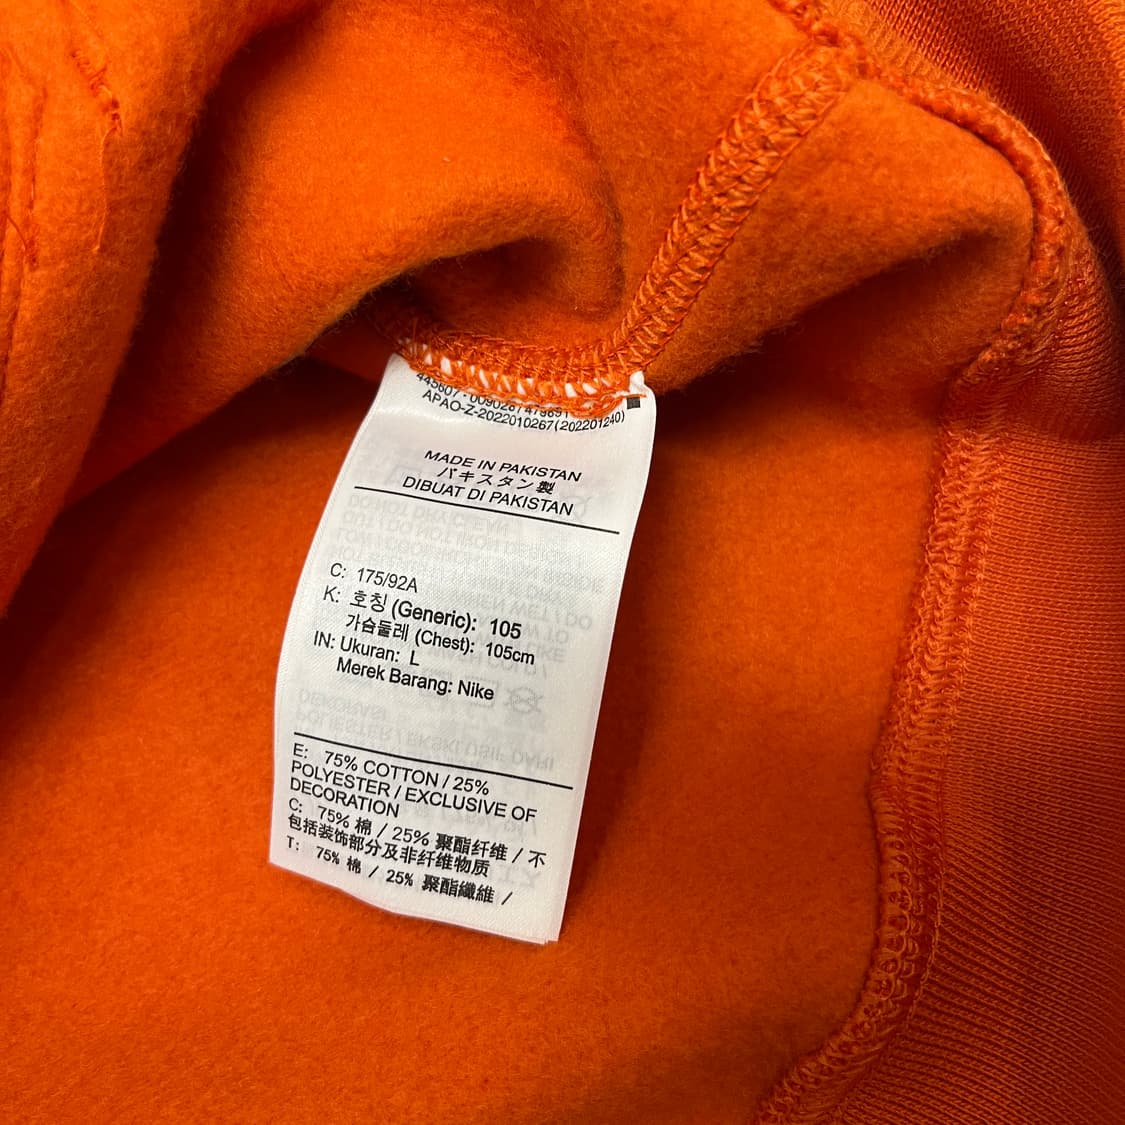 APAO-Z-2022010267(202201240)
MADE IN PAKISTAN
パキスタン製
DIBUAT DI PAKISTAN
C: 175/92A
K: 호칭 (Generic): 105
가슴둘레 (Chest): 105cm
IN: Ukuran: L
Merek Barang: Nike
E: 75% COTTON / 25%
POLYESTER / EXCLUSIVE OF
DECORATION
C: 75% 棉 / 25% 聚酯纤维 / 不
包括装饰部分及非纤维物质
T: 75% 棉 / 25% 聚酯纖維 /